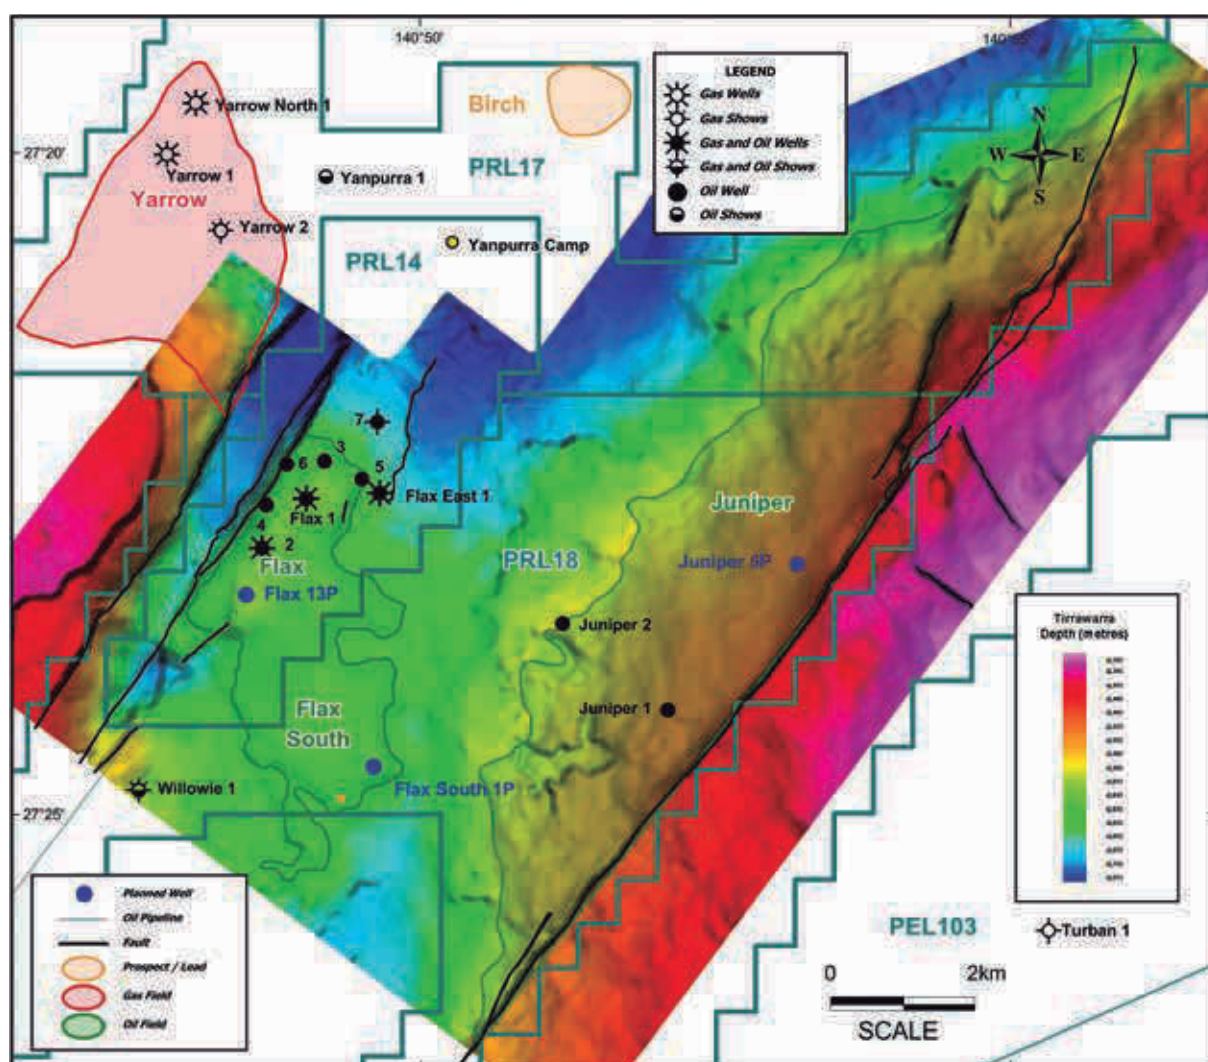 140°50'
LEGEND
Gas Wells
Gas Shows
Gas and Oil Wells
Gas and Oil Shows
Oil Well
Oil Shows
N
W E
S
Birch
Yarrow North 1
27°20'
Yarrow 1
Yarrow
Yanpurra 1
PRL17
Yarrow 2
Yanpurra Camp
PRL14
7
3
6
5
Flax East 1
Flax 1
4
2
Flax
Flax 13P
Juniper
PRL18
Juniper 6P
Juniper 2
Juniper 1
Flax
South
Flax South 1P
Willowie 1
27°25'
Tirrawarra
Depth (metres)
Planned Well
Oil Pipeline
Fault
Prospect / Lead
Gas Field
Oil Field
PEL103
Turban 1
0 2km
SCALE